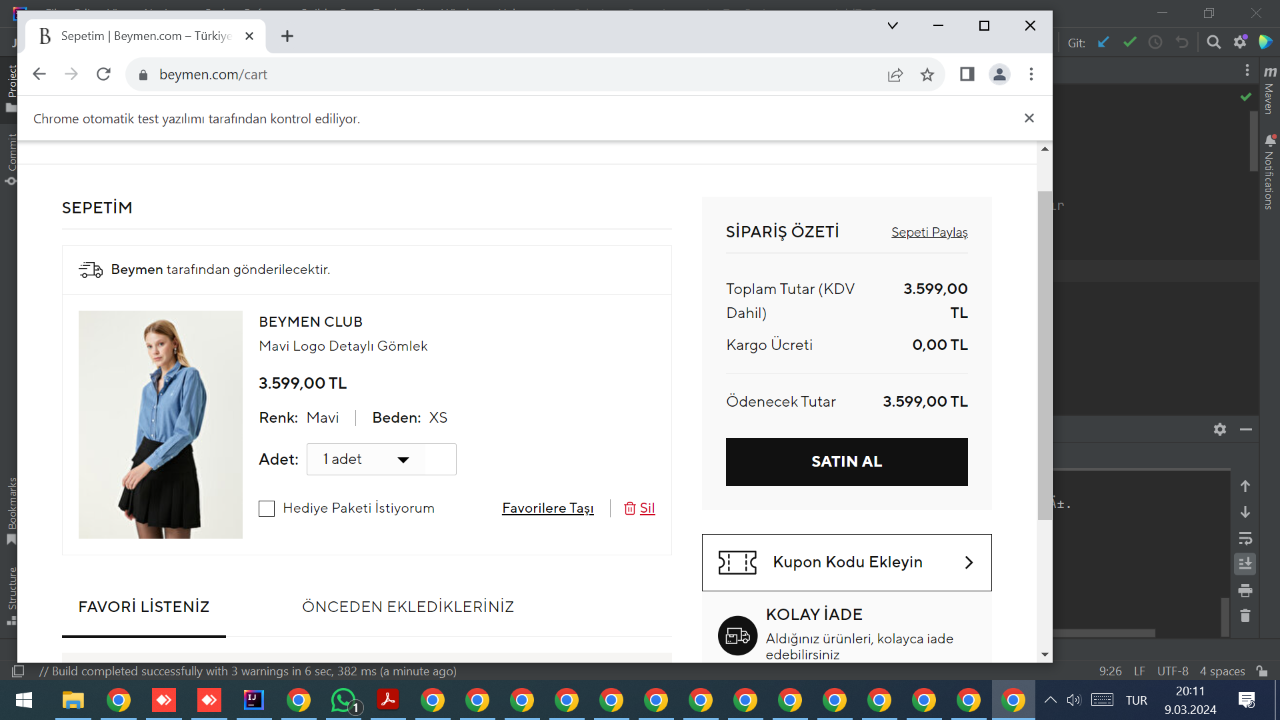 Sepetim | Beymen.com – Türkiye
beymen.com/cart
Git:
Chrome otomatik test yazılımı tarafından kontrol ediliyor.
Project
Commit
Bookmarks
Structure
Maven
Notifications
SEPETİM
Beymen tarafından gönderilecektir.
BEYMEN CLUB
Mavi Logo Detaylı Gömlek
3.599,00 TL
Renk: Mavi
Beden: XS
Adet: 1 adet
Hediye Paketi İstiyorum
Favorilere Taşı
Sil
FAVORİ LİSTENİZ
ÖNCEDEN EKLEDİKLERİNİZ
SİPARİŞ ÖZETİ
Sepeti Paylaş
Toplam Tutar (KDV Dahil)
3.599,00 TL
Kargo Ücreti
0,00 TL
Ödenecek Tutar
3.599,00 TL
SATIN AL
Kupon Kodu Ekleyin
KOLAY İADE
Aldığınız ürünleri, kolayca iade
edebilirsiniz
// Build completed successfully with 3 warnings in 6 sec, 382 ms (a minute ago)
9:26 LF UTF-8 4 spaces
1
TUR
20:11
9.03.2024